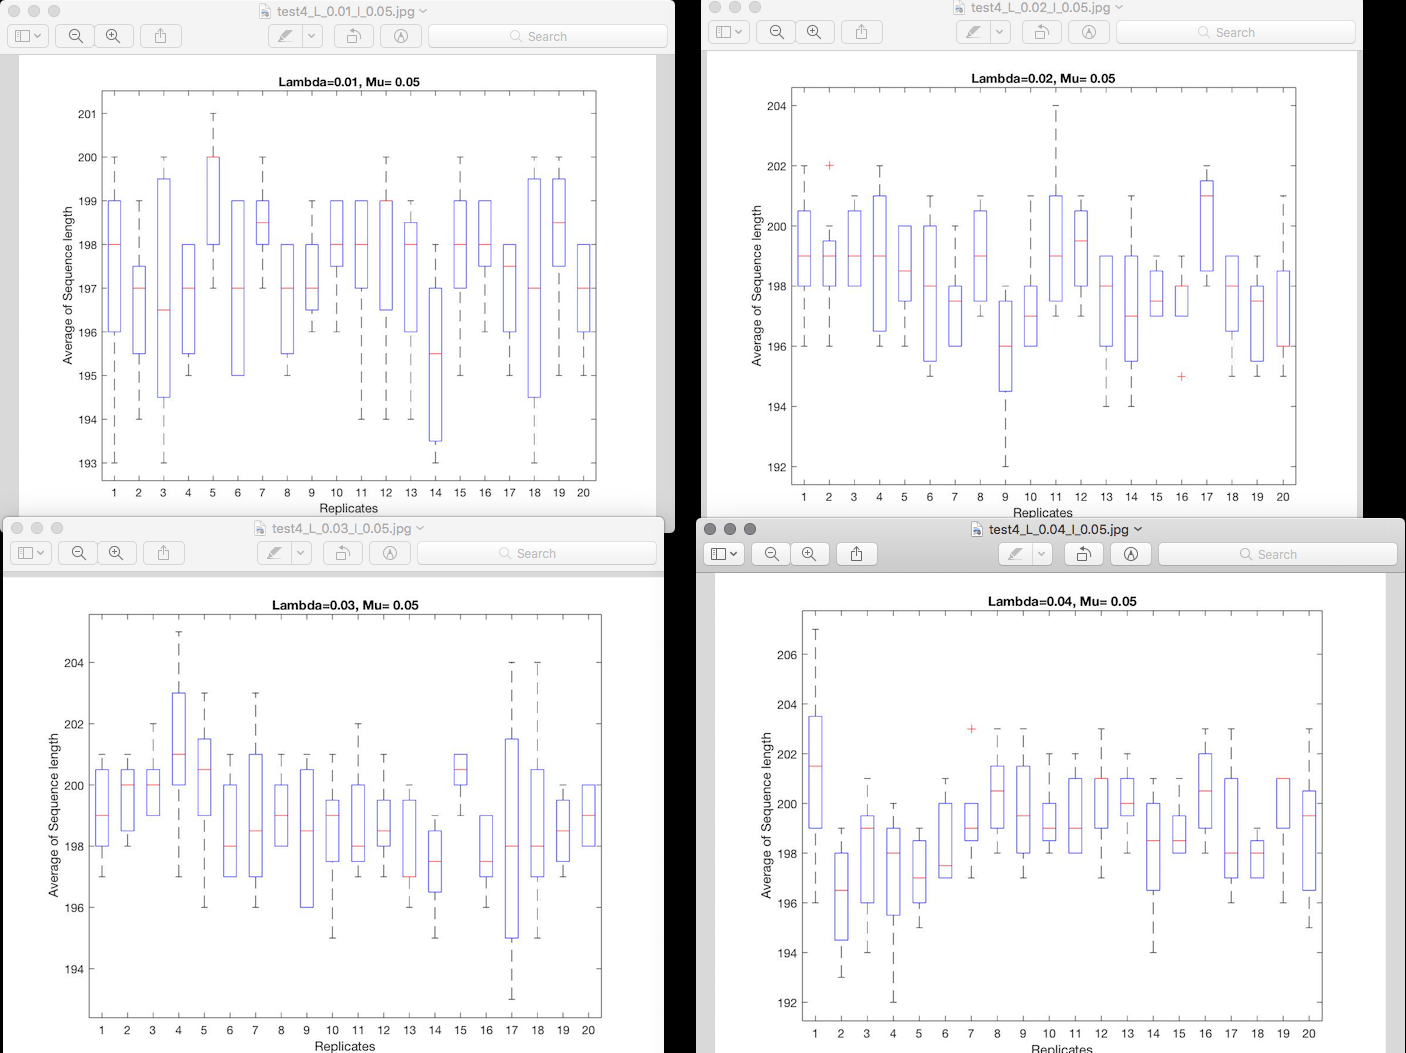 test4_L_0.01_I_0.05.jpg
Search
Lambda=0.01, Mu= 0.05
Average of Sequence length
201
200
199
198
197
196
195
194
193
1 2 3 4 5 6 7 8 9 10 11 12 13 14 15 16 17 18 19 20
Replicates
test4_L_0.02_I_0.05.jpg
Search
Lambda=0.02, Mu= 0.05
Average of Sequence length
204
202
200
198
196
194
192
1 2 3 4 5 6 7 8 9 10 11 12 13 14 15 16 17 18 19 20
Replicates
test4_L_0.03_I_0.05.jpg
Search
Lambda=0.03, Mu= 0.05
Average of Sequence length
204
202
200
198
196
194
1 2 3 4 5 6 7 8 9 10 11 12 13 14 15 16 17 18 19 20
Replicates
test4_L_0.04_I_0.05.jpg
Search
Lambda=0.04, Mu= 0.05
Average of Sequence length
206
204
202
200
198
196
194
192
1 2 3 4 5 6 7 8 9 10 11 12 13 14 15 16 17 18 19 20
Replicates